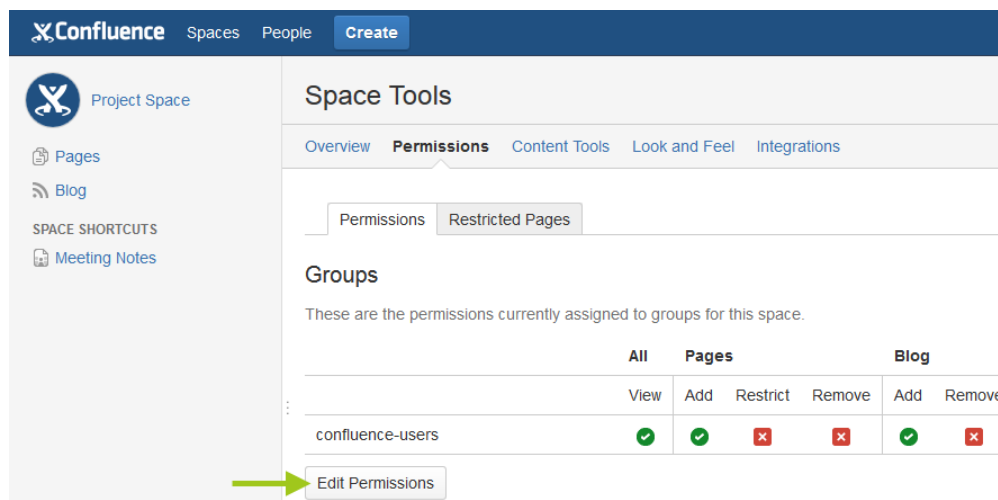 Confluence Spaces People Create
Project Space
Pages
Blog
SPACE SHORTCUTS
Meeting Notes
Space Tools
Overview Permissions Content Tools Look and Feel Integrations
Permissions Restricted Pages
Groups
These are the permissions currently assigned to groups for this space.
All Pages Blog
View Add Restrict Remove Add Remove
confluence-users
Edit Permissions